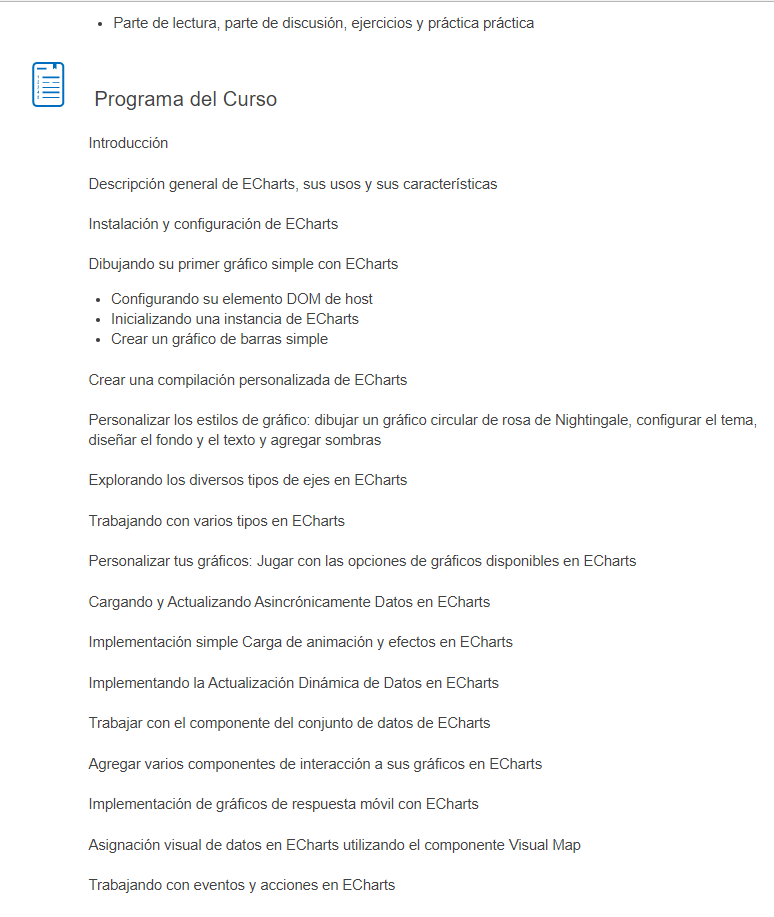 Parte de lectura, parte de discusión, ejercicios y práctica práctica
Programa del Curso
Introducción
Descripción general de ECharts, sus usos y sus características
Instalación y configuración de ECharts
Dibujando su primer gráfico simple con ECharts
Configurando su elemento DOM de host
Inicializando una instancia de ECharts
Crear un gráfico de barras simple
Crear una compilación personalizada de ECharts
Personalizar los estilos de gráfico: dibujar un gráfico circular de rosa de Nightingale, configurar el tema,
diseñar el fondo y el texto y agregar sombras
Explorando los diversos tipos de ejes en ECharts
Trabajando con varios tipos en ECharts
Personalizar tus gráficos: Jugar con las opciones de gráficos disponibles en ECharts
Cargando y Actualizando Asincrónicamente Datos en ECharts
Implementación simple Carga de animación y efectos en ECharts
Implementando la Actualización Dinámica de Datos en ECharts
Trabajar con el componente del conjunto de datos de ECharts
Agregar varios componentes de interacción a sus gráficos en ECharts
Implementación de gráficos de respuesta móvil con ECharts
Asignación visual de datos en ECharts utilizando el componente Visual Map
Trabajando con eventos y acciones en ECharts